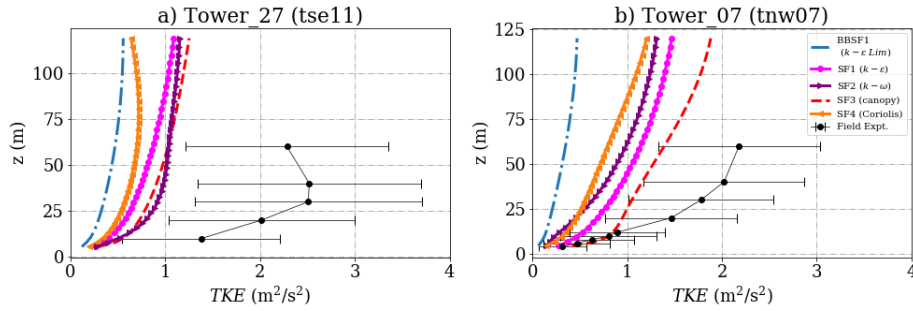 a) Tower_27 (tse11)
z (m)
100
75
50
25
0
0 1 2 3 4
TKE (m²/s²)
b) Tower_07 (tnw07)
z (m)
125
100
75
50
25
0
0 1 2 3 4
TKE (m²/s²)
BBSF1
(k − ε Lim)
SF1 (k − ε)
SF2 (k − ω)
SF3 (canopy)
SF4 (Coriolis)
Field Expt.